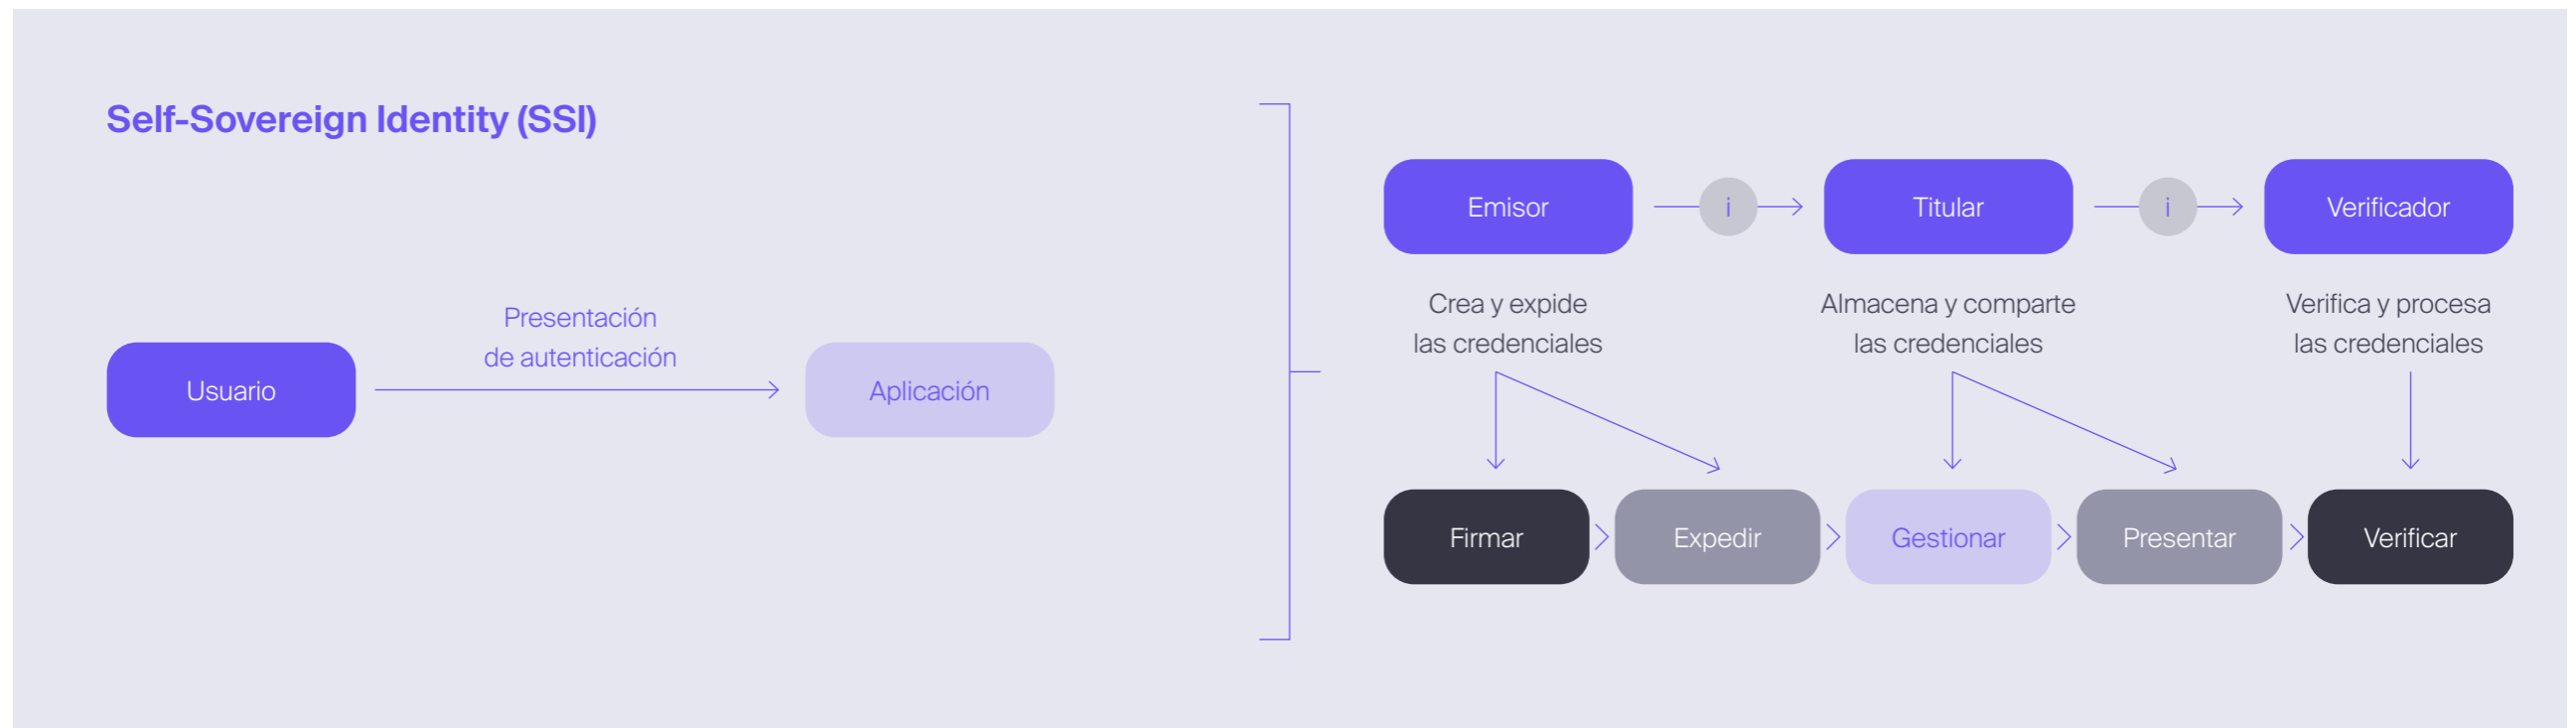 Self-Sovereign Identity (SSI)
Usuario
Presentación
de autenticación
Aplicación
Emisor
i
Titular
i
Verificador
Crea y expide
las credenciales
Almacena y comparte
las credenciales
Verifica y procesa
las credenciales
Firmar
Expedir
Gestionar
Presentar
Verificar